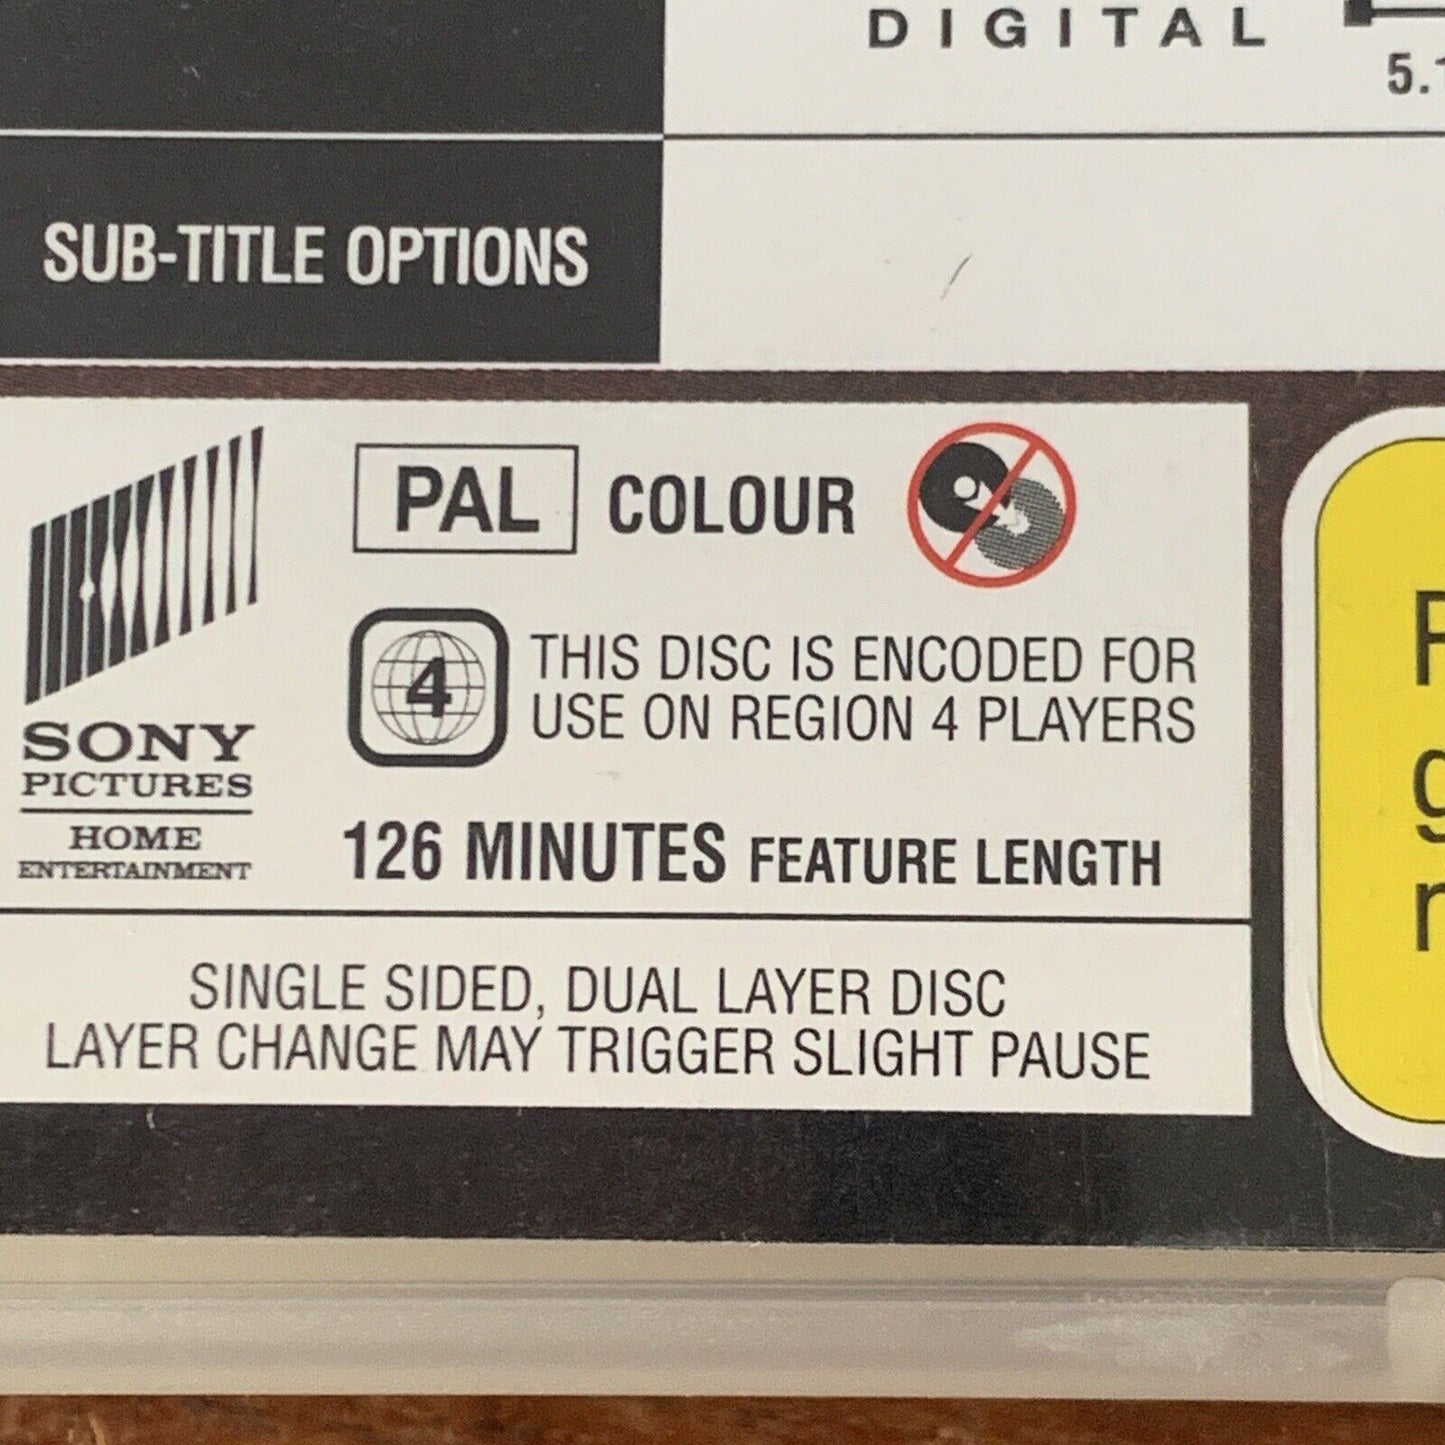 DIGITAL
5.1
SUB-TITLE OPTIONS
PAL COLOUR
4 THIS DISC IS ENCODED FOR
USE ON REGION 4 PLAYERS
SONY
PICTURES
HOME
ENTERTAINMENT
126 MINUTES FEATURE LENGTH
SINGLE SIDED, DUAL LAYER DISC
LAYER CHANGE MAY TRIGGER SLIGHT PAUSE